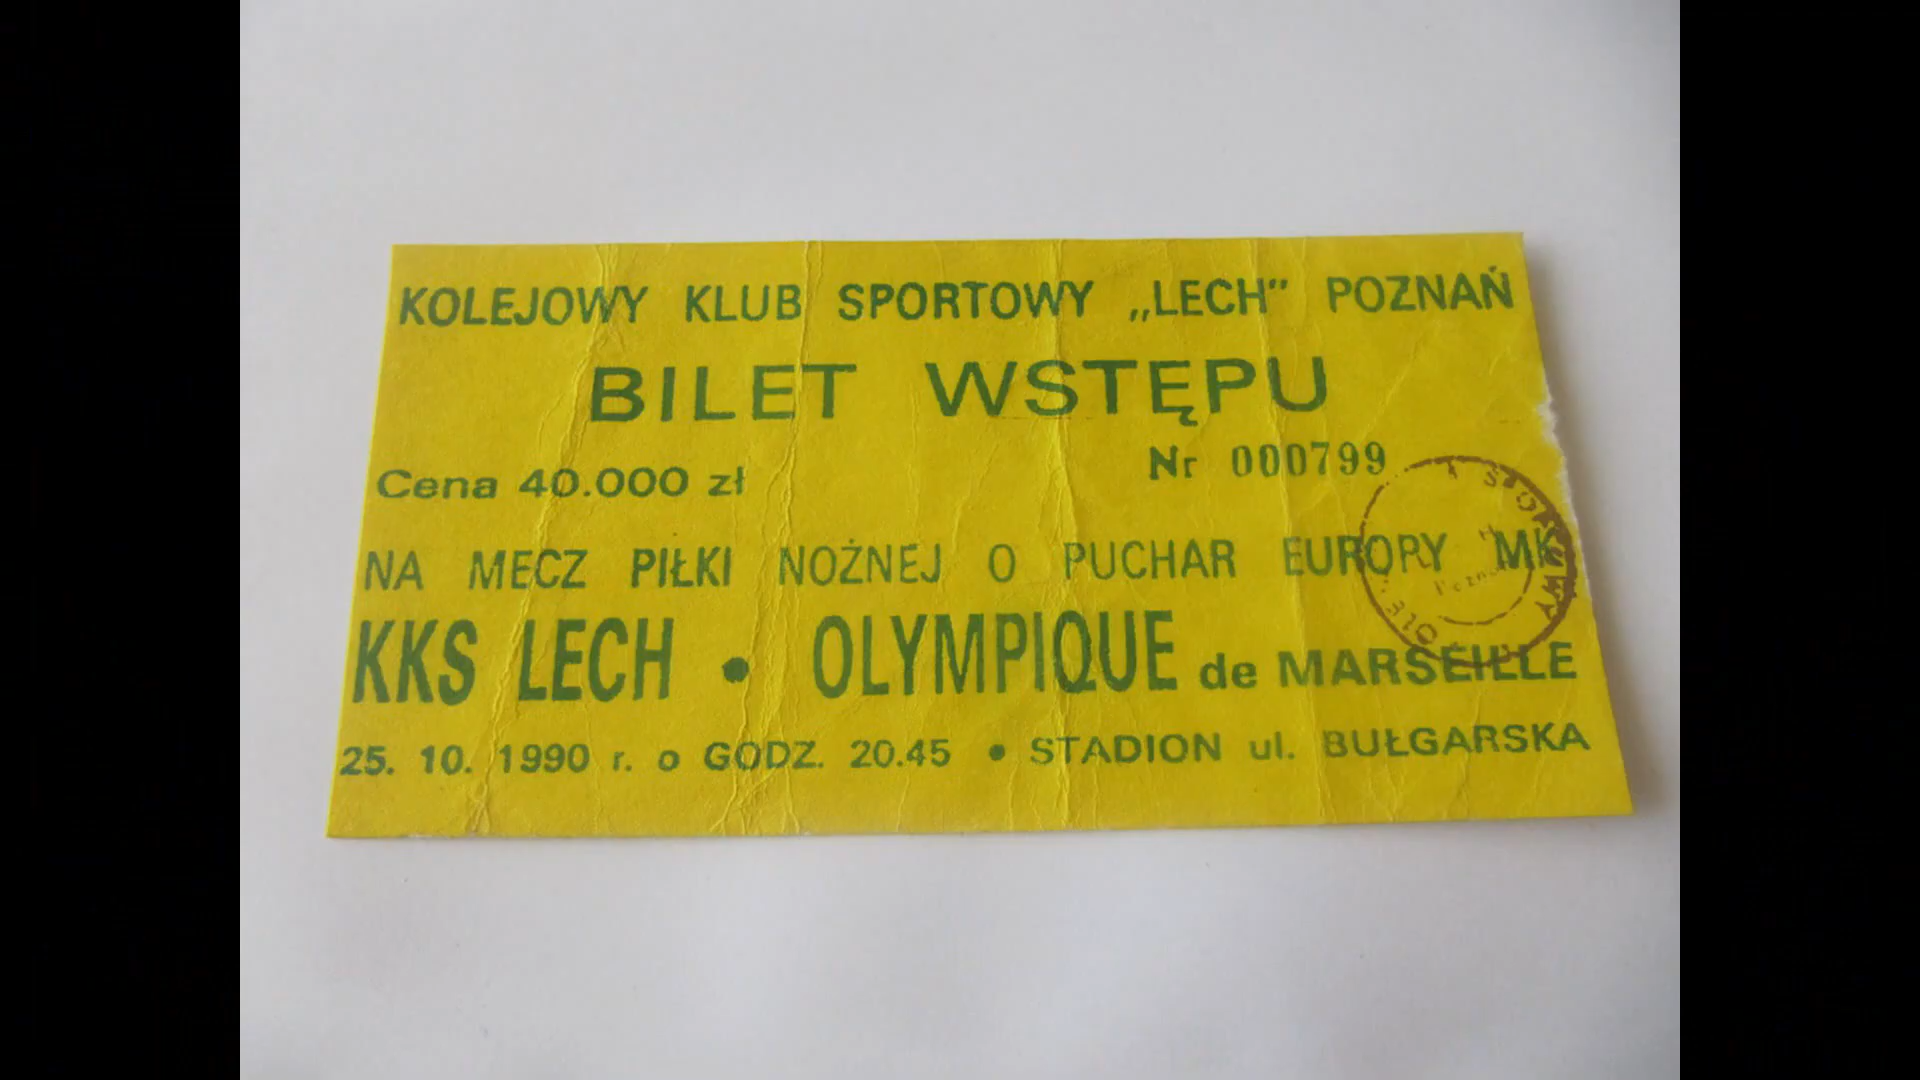 KOLEJOWY KLUB SPORTOWY „LECH” POZNAŃ
BILET WSTĘPU
Nr 000799
Cena 40.000 zł
NA MECZ PIŁKI NOŻNEJ O PUCHAR EUROPY MK
KKS LECH • OLYMPIQUE de MARSEILLE
25. 10. 1990 r. o GODZ. 20.45 • STADION ul. BUŁGARSKA